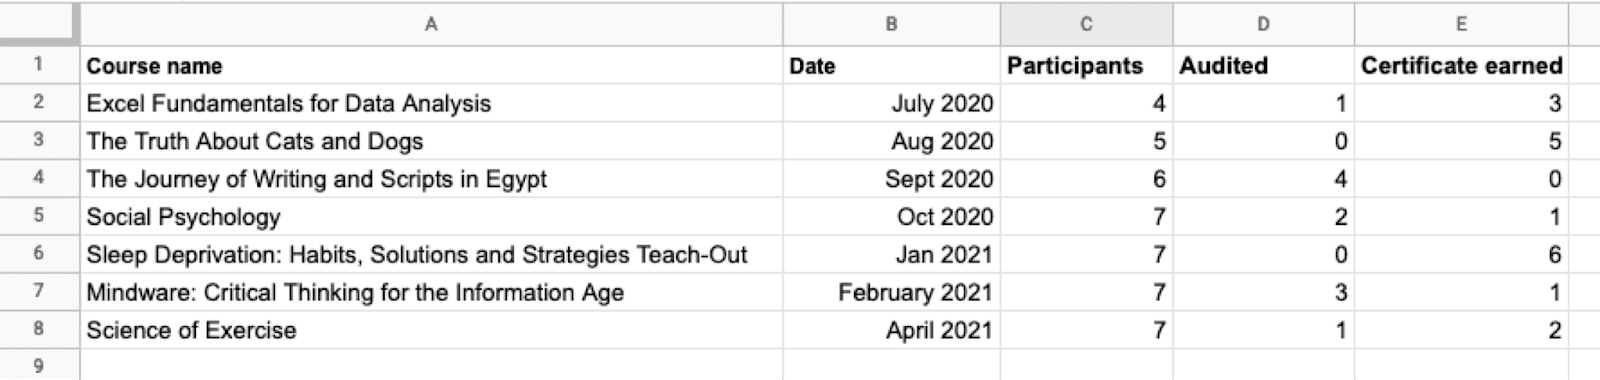 A B C D E
1 Course name Date Participants Audited Certificate earned
2 Excel Fundamentals for Data Analysis July 2020 4 1 3
3 The Truth About Cats and Dogs Aug 2020 5 0 5
4 The Journey of Writing and Scripts in Egypt Sept 2020 6 4 0
5 Social Psychology Oct 2020 7 2 1
6 Sleep Deprivation: Habits, Solutions and Strategies Teach-Out Jan 2021 7 0 6
7 Mindware: Critical Thinking for the Information Age February 2021 7 3 1
8 Science of Exercise April 2021 7 1 2
9